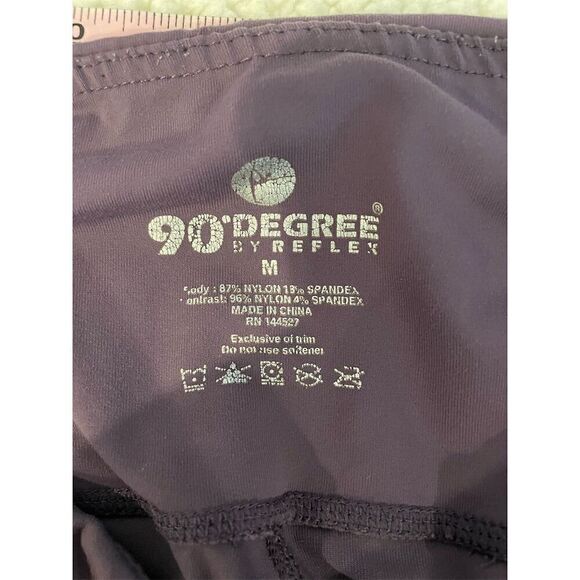 90°DEGREE®
BY REFLEX
M
Body : 87% NYLON 13% SPANDEX
Contrast: 96% NYLON 4% SPANDEX
MADE IN CHINA
RN 144527
Exclusive of trim
Do not use softener